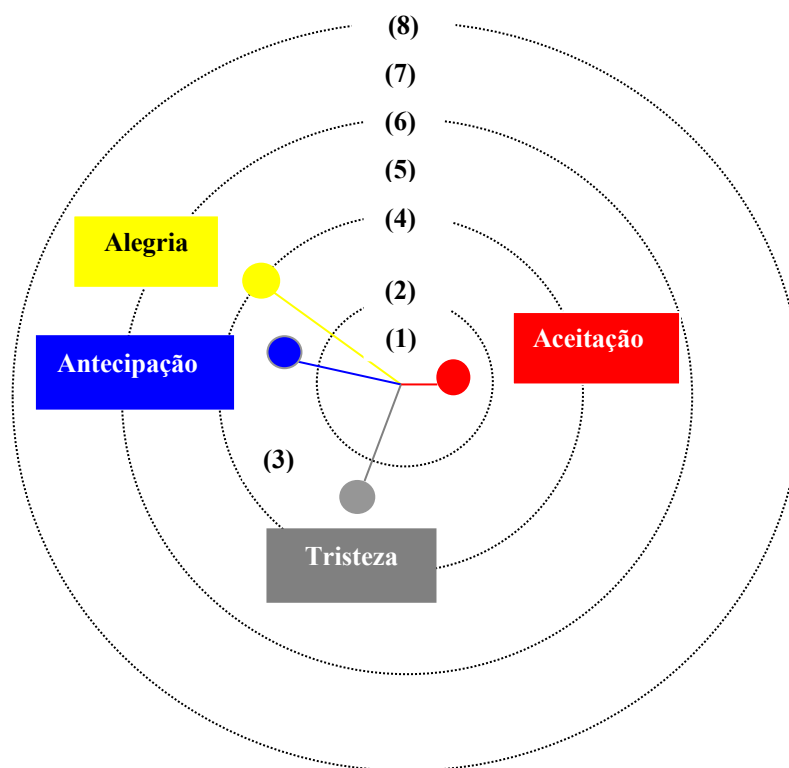 (8)
(7)
(6)
(5)
(4)
Alegria
(2)
(1)
Aceitação
Antecipação
(3)
Tristeza